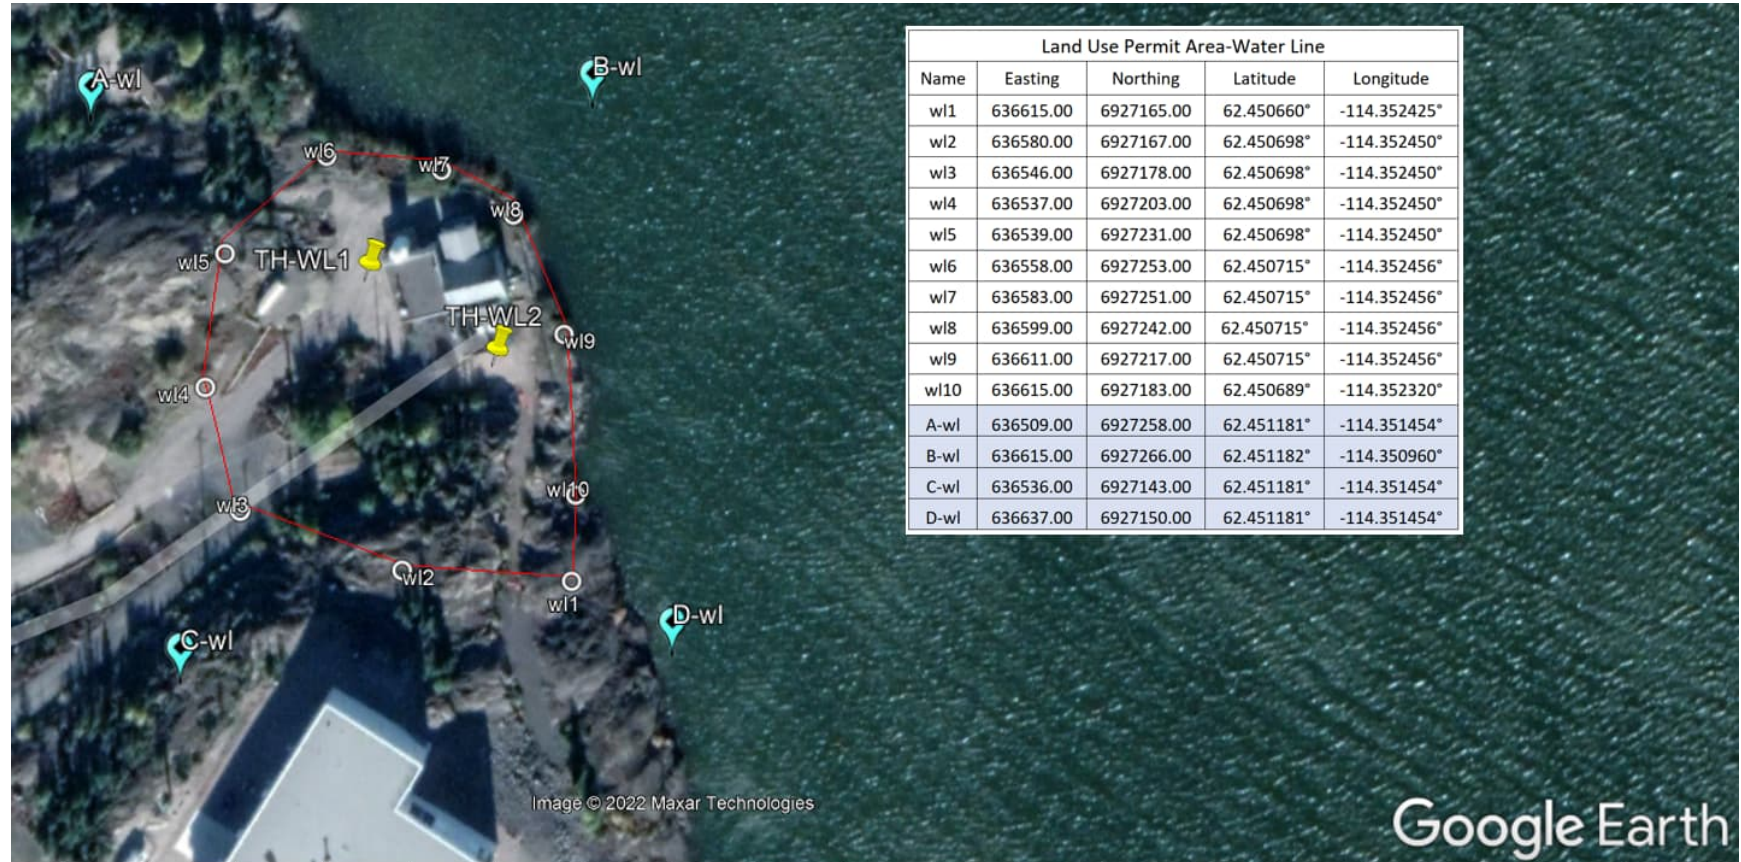 A-wl
B-wl
wl6
wl7
wl8
wl5
TH-WL1
TH-WL2
wl9
wl4
wl10
wl3
wl2
wl1
C-wl
D-wl
Land Use Permit Area-Water Line
Name Easting Northing Latitude Longitude
wl1 636615.00 6927165.00 62.450660° -114.352425°
wl2 636580.00 6927167.00 62.450698° -114.352450°
wl3 636546.00 6927178.00 62.450698° -114.352450°
wl4 636537.00 6927203.00 62.450698° -114.352450°
wl5 636539.00 6927231.00 62.450698° -114.352450°
wl6 636558.00 6927253.00 62.450715° -114.352456°
wl7 636583.00 6927251.00 62.450715° -114.352456°
wl8 636599.00 6927242.00 62.450715° -114.352456°
wl9 636611.00 6927217.00 62.450715° -114.352456°
wl10 636615.00 6927183.00 62.450689° -114.352320°
A-wl 636509.00 6927258.00 62.451181° -114.351454°
B-wl 636615.00 6927266.00 62.451182° -114.350960°
C-wl 636536.00 6927143.00 62.451181° -114.351454°
D-wl 636637.00 6927150.00 62.451181° -114.351454°
Image © 2022 Maxar Technologies
Google Earth